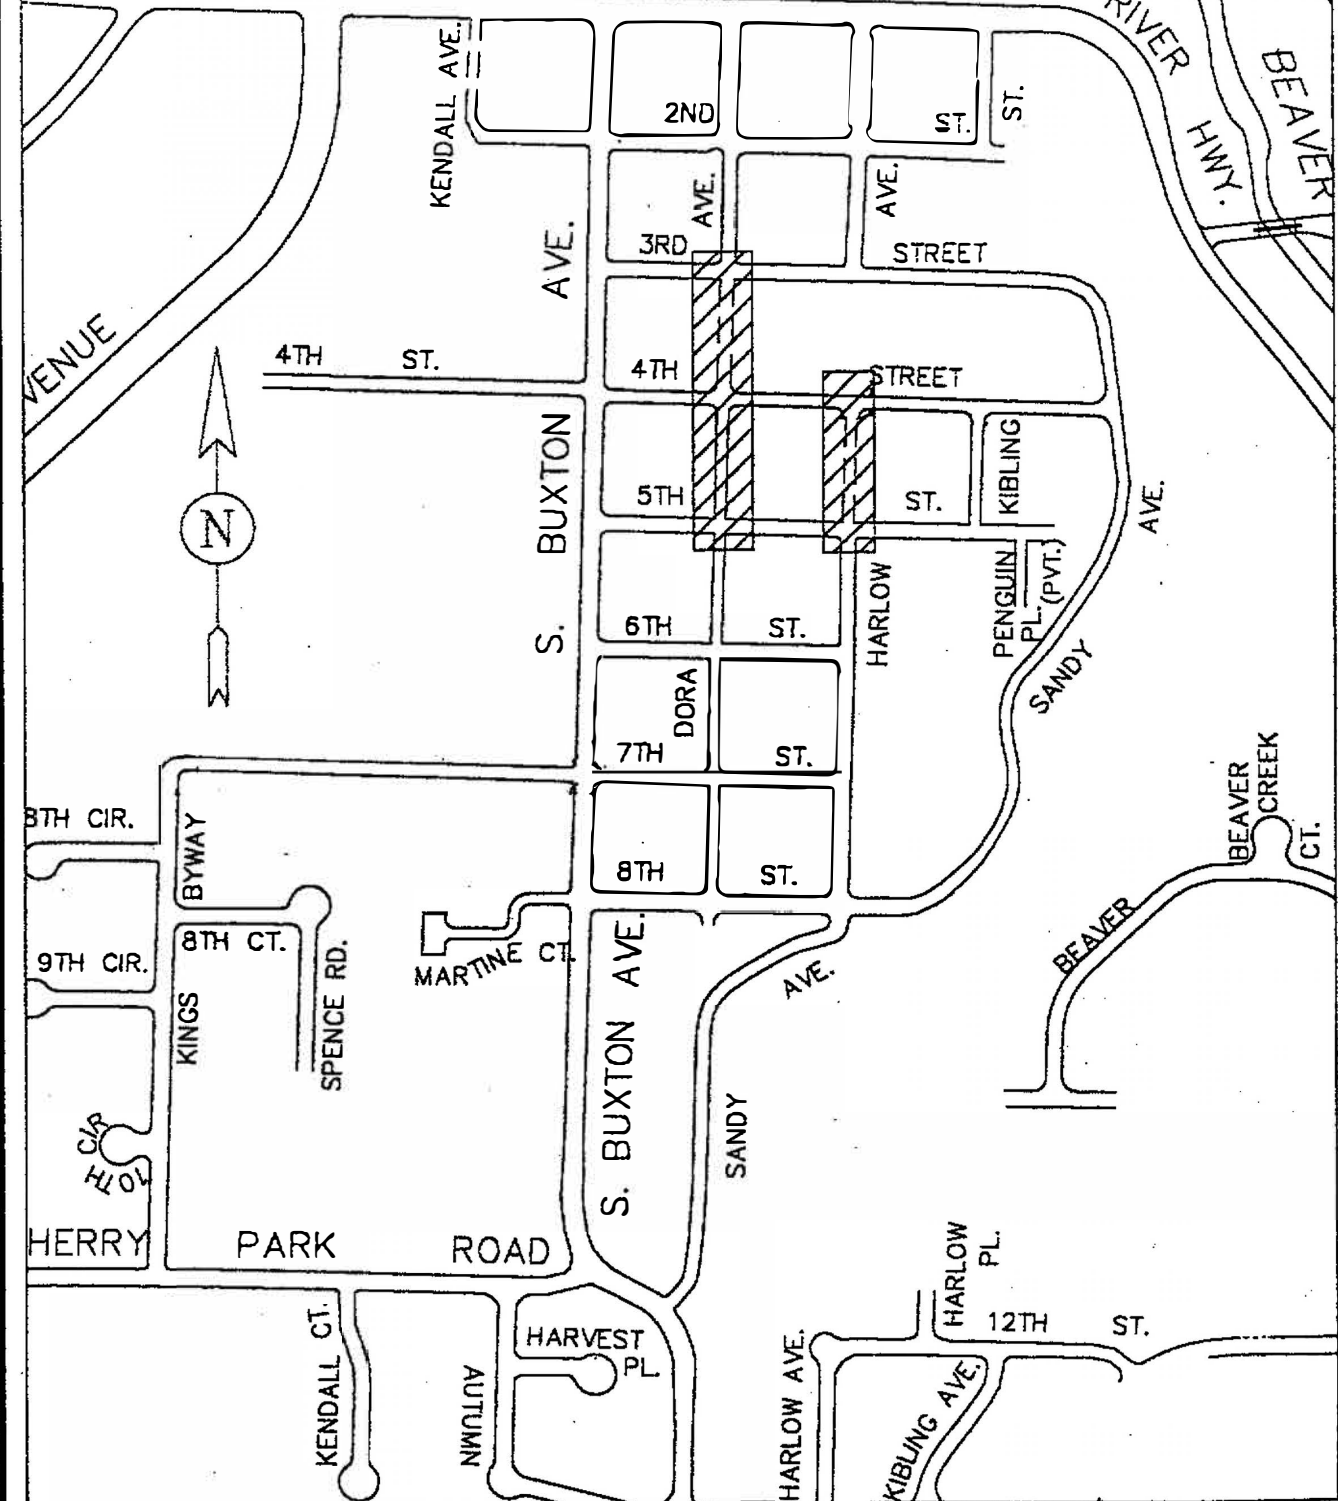 RIVER
HWY.
BEAVER
KENDALL AVE.
2ND
ST.
ST.
AVE.
AVE.
3RD
STREET
AVE.
VENUE
4TH
ST.
4TH
STREET
N
BUXTON
S.
5TH
ST.
KIBLING
AVE.
HARLOW
PENGUIN
PL.
(PVT.)
6TH
ST.
SANDY
DORA
7TH
ST.
BEAVER
CREEK
CT.
8TH CIR.
BYWAY
8TH
ST.
8TH CT.
SPENCE RD.
MARTINE CT.
AVE.
BEAVER
9TH CIR.
KINGS
S. BUXTON AVE.
AVE.
SANDY
10TH
CIR
HERRY
PARK
ROAD
HARLOW
PL.
12TH
ST.
KENDALL CT.
AUTUMN
HARVEST
PL.
HARLOW AVE.
KIBLING AVE.